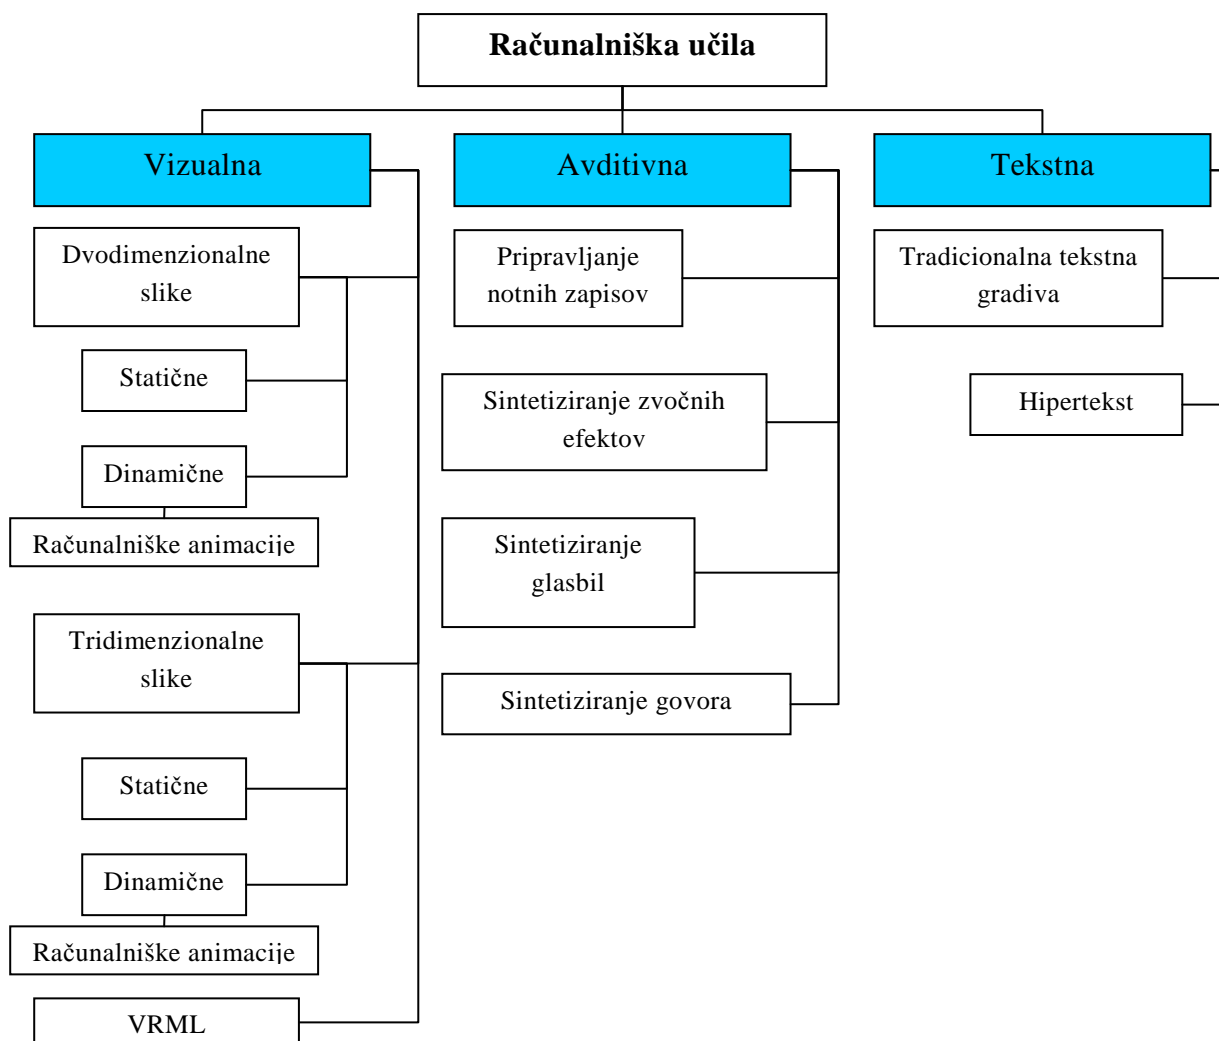 Računalniška učila
Vizualna
Dvodimenzionalne
slike
Statične
Dinamične
Računalniške animacije
Tridimenzionalne
slike
Statične
Dinamične
Računalniške animacije
VRML
Avditivna
Pripravljanje
notnih zapisov
Sintetiziranje zvočnih
efektov
Sintetiziranje
glasbil
Sintetiziranje govora
Tekstna
Tradicionalna tekstna
gradiva
Hipertekst